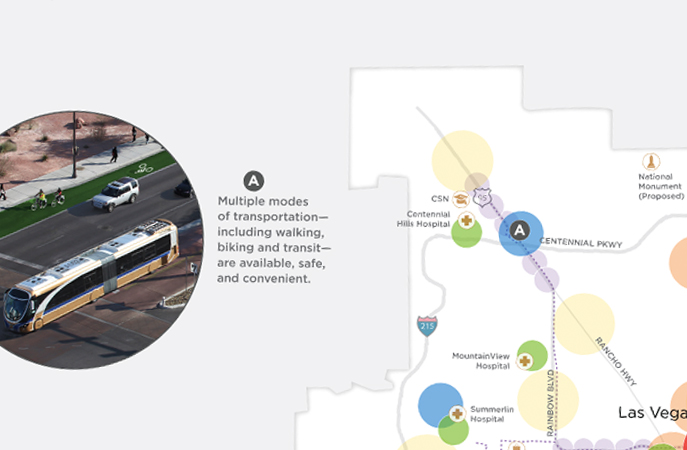 A
Multiple modes
of transportation—
including walking,
biking and transit—
are available, safe,
and convenient.
CSN
95
Centennial
Hills Hospital
A
CENTENNIAL PKWY
National
Monument
(Proposed)
215
RANCHO HWY
MountainView
Hospital
RAINBOW BLVD
Summerlin
Hospital
Las Vega